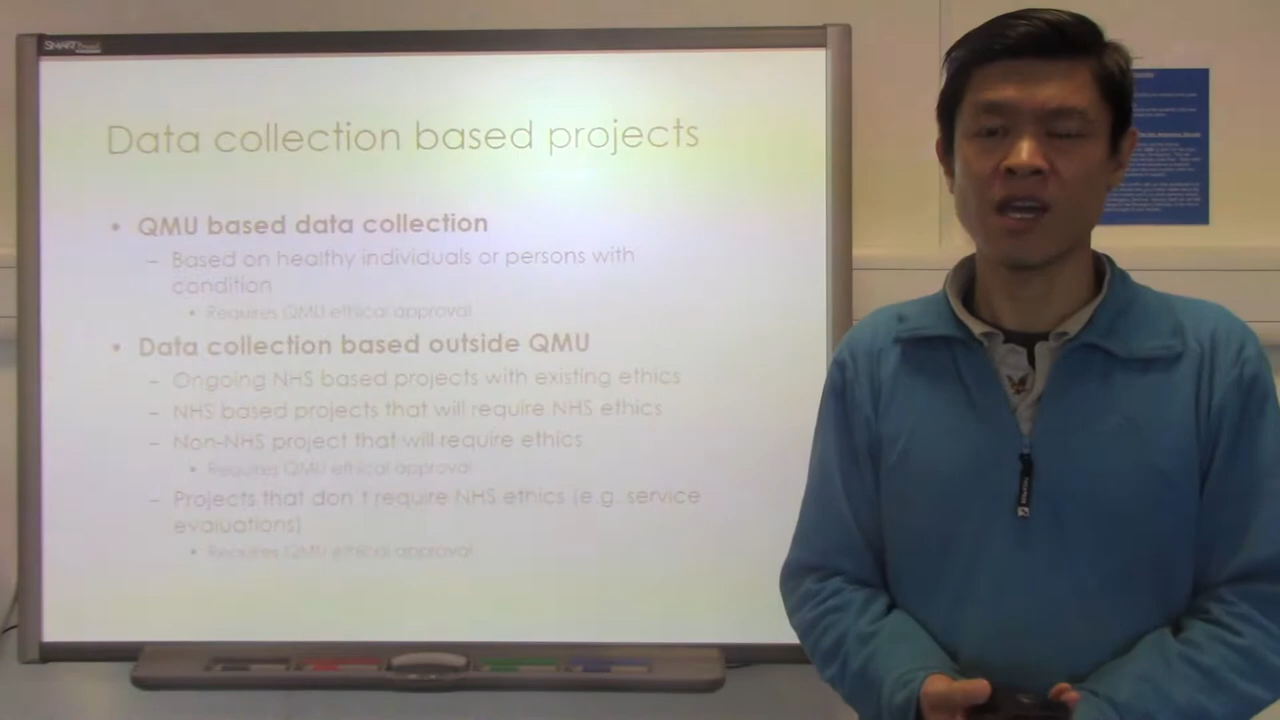 SMART Board
Data collection based projects
• QMU based data collection
– Based on healthy individuals or persons with
condition
• Requires QMU ethical approval
• Data collection based outside QMU
– Ongoing NHS based projects with existing ethics
– NHS based projects that will require NHS ethics
– Non-NHS project that will require ethics
• Requires QMU ethical approval
– Projects that don't require NHS ethics (e.g. service
evaluations)
• Requires QMU ethical approval